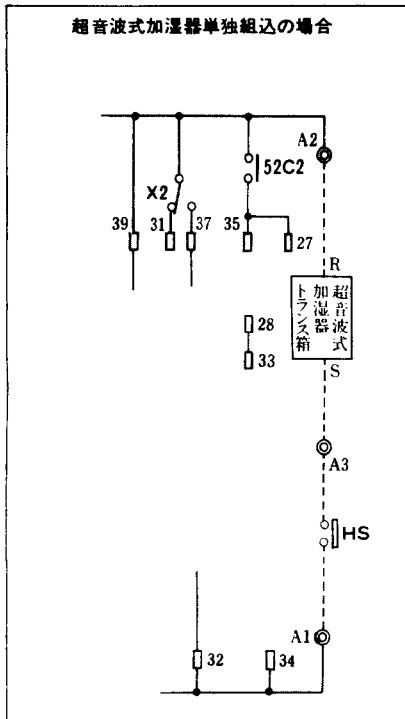 超音波式加湿器単独組込の場合
A2
52C2
X2
39
31
37
35
27
R
超音波式
加湿器
トランス箱
28
33
S
A3
HS
A1
32
34